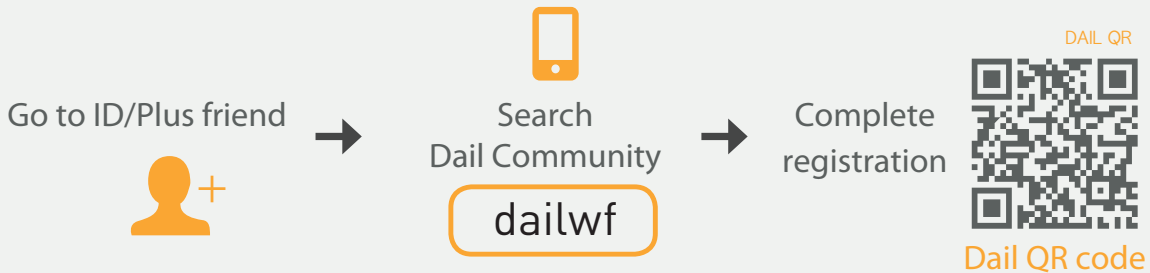 Go to ID/Plus friend
Search
Dail Community
dailwf
Complete
registration
DAIL QR
Dail QR code